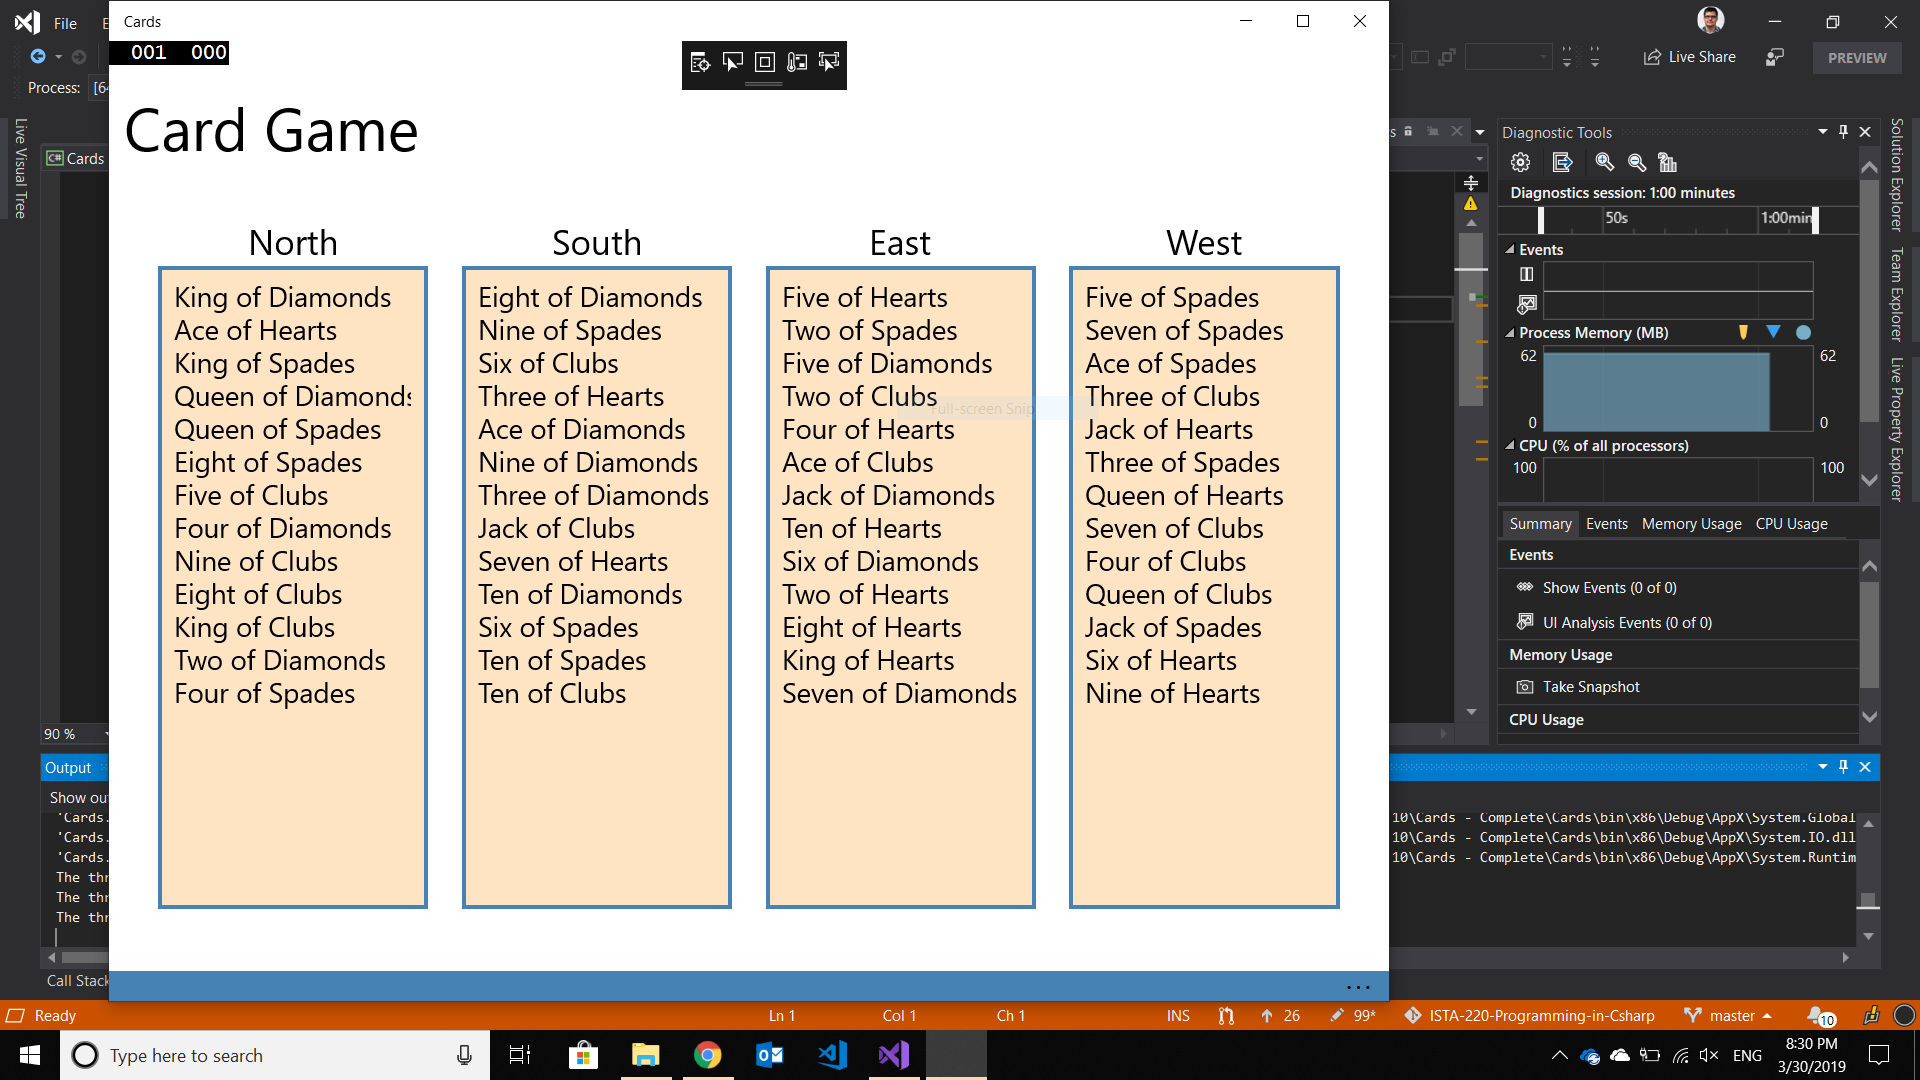 File
Process: [64
Live Visual Tree
Cards
90 %
Output
Show ou
'Cards.
'Cards.
'Cards.
The thr
The thr
The thr
Call Stack
Cards
001 000
Card Game
North
King of Diamonds
Ace of Hearts
King of Spades
Queen of Diamonds
Queen of Spades
Eight of Spades
Five of Clubs
Four of Diamonds
Nine of Clubs
Eight of Clubs
King of Clubs
Two of Diamonds
Four of Spades
South
Eight of Diamonds
Nine of Spades
Six of Clubs
Three of Hearts
Ace of Diamonds
Nine of Diamonds
Three of Diamonds
Jack of Clubs
Seven of Hearts
Ten of Diamonds
Six of Spades
Ten of Spades
Ten of Clubs
East
Five of Hearts
Two of Spades
Five of Diamonds
Two of Clubs
Four of Hearts
Ace of Clubs
Jack of Diamonds
Ten of Hearts
Six of Diamonds
Two of Hearts
Eight of Hearts
King of Hearts
Seven of Diamonds
Full-screen Snip
West
Five of Spades
Seven of Spades
Ace of Spades
Three of Clubs
Jack of Hearts
Three of Spades
Queen of Hearts
Seven of Clubs
Four of Clubs
Queen of Clubs
Jack of Spades
Six of Hearts
Nine of Hearts
...
Live Share
PREVIEW
Diagnostic Tools
Diagnostics session: 1:00 minutes
50s 1:00min
Events
Process Memory (MB)
62 62
0 0
CPU (% of all processors)
100 100
Summary Events Memory Usage CPU Usage
Events
Show Events (0 of 0)
UI Analysis Events (0 of 0)
Memory Usage
Take Snapshot
CPU Usage
Solution Explorer
Team Explorer
Live Property Explorer
10\Cards - Complete\Cards\bin\x86\Debug\AppX\System.Global
10\Cards - Complete\Cards\bin\x86\Debug\AppX\System.IO.dll
10\Cards - Complete\Cards\bin\x86\Debug\AppX\System.Runtim
Ready Ln 1 Col 1 Ch 1 INS 26 99* ISTA-220-Programming-in-Csharp master 10
Type here to search
ENG
8:30 PM
3/30/2019